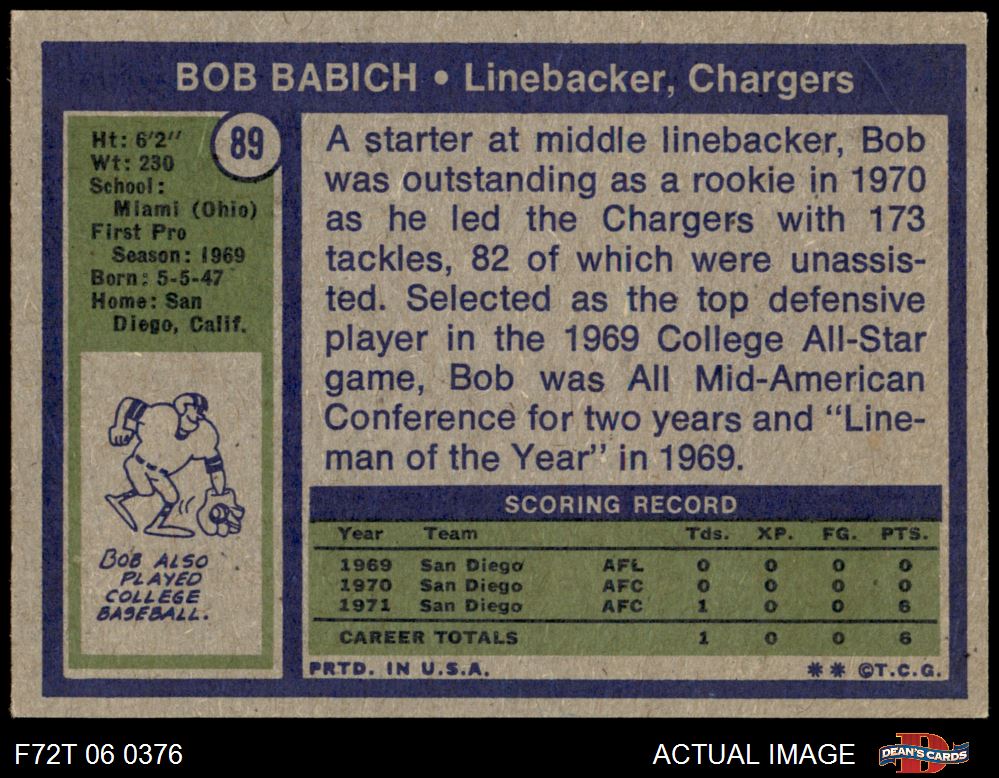 BOB BABICH • Linebacker, Chargers
89
Ht: 6'2''
Wt: 230
School:
Miami (Ohio)
First Pro
Season: 1969
Born: 5-5-47
Home: San
Diego, Calif.
BOB ALSO
PLAYED
COLLEGE
BASEBALL.
A starter at middle linebacker, Bob
was outstanding as a rookie in 1970
as he led the Chargers with 173
tackles, 82 of which were unassis-
ted. Selected as the top defensive
player in the 1969 College All-Star
game, Bob was All Mid-American
Conference for two years and “Line-
man of the Year” in 1969.
SCORING RECORD
Year Team Tds. XP. FG. PTS.
1969 San Diego AFL 0 0 0 0
1970 San Diego AFC 0 0 0 0
1971 San Diego AFC 1 0 0 6
CAREER TOTALS 1 0 0 6
PRTD. IN U.S.A. ** ©T.C.G.
F72T 06 0376 ACTUAL IMAGE DEAN'S CARDS